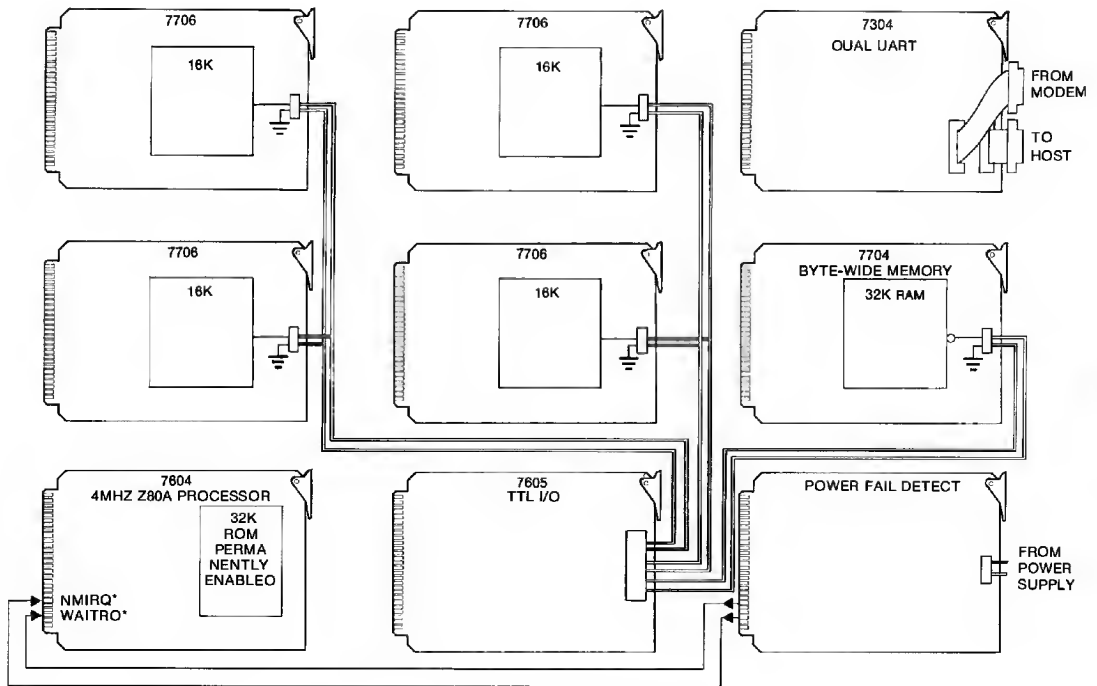 7706
16K
7706
16K
7304
OUAL UART
FROM
MODEM
TO
HOST
7706
16K
7706
16K
7704
BYTE-WIDE MEMORY
32K RAM
7604
4MHZ Z80A PROCESSOR
32K
ROM
PERMA
NENTLY
ENABLEO
NMIRQ*
WAITRO*
7605
TTL I/O
POWER FAIL DETECT
FROM
POWER
SUPPLY